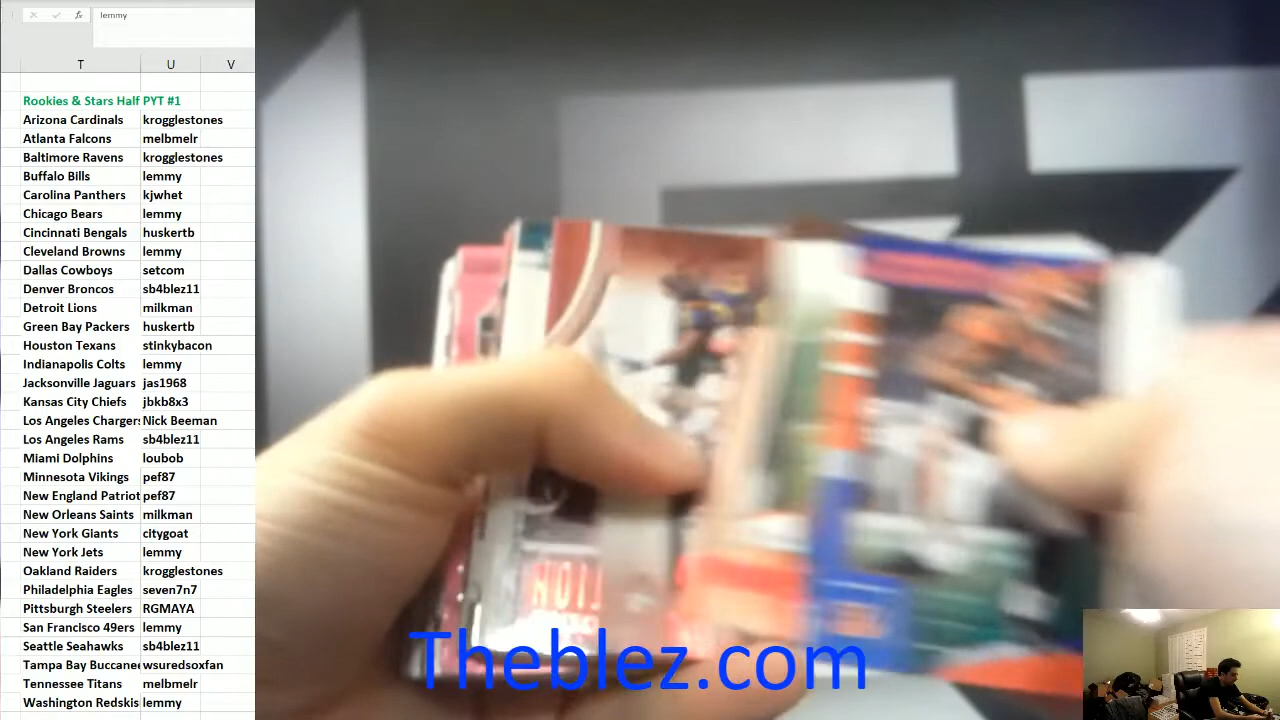 lemmy
T U V
Rookies & Stars Half PYT #1
Arizona Cardinals krogglestones
Atlanta Falcons melbmelr
Baltimore Ravens krogglestones
Buffalo Bills lemmy
Carolina Panthers kjwhet
Chicago Bears lemmy
Cincinnati Bengals huskertb
Cleveland Browns lemmy
Dallas Cowboys setcom
Denver Broncos sb4blez11
Detroit Lions milkman
Green Bay Packers huskertb
Houston Texans stinkybacon
Indianapolis Colts lemmy
Jacksonville Jaguars jas1968
Kansas City Chiefs jbkb8x3
Los Angeles Chargers Nick Beeman
Los Angeles Rams sb4blez11
Miami Dolphins loubob
Minnesota Vikings pef87
New England Patriot pef87
New Orleans Saints milkman
New York Giants citygoat
New York Jets lemmy
Oakland Raiders krogglestones
Philadelphia Eagles seven7n7
Pittsburgh Steelers RGMAYA
San Francisco 49ers lemmy
Seattle Seahawks sb4blez11
Tampa Bay Buccanee wsuredsoxfan
Tennessee Titans melbmelr
Washington Redskis lemmy
Theblez.com